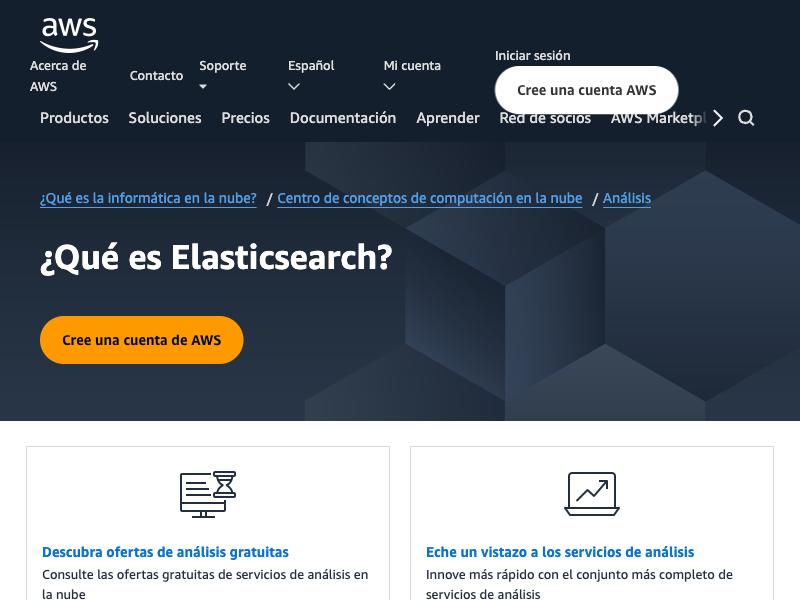 aws
Acerca de AWS
Contacto
Soporte
Español
Mi cuenta
Iniciar sesión
Cree una cuenta AWS
Productos
Soluciones
Precios
Documentación
Aprender
Red de socios
AWS Marketpl
¿Qué es la informática en la nube? / Centro de conceptos de computación en la nube / Análisis
¿Qué es Elasticsearch?
Cree una cuenta de AWS
Descubra ofertas de análisis gratuitas
Consulte las ofertas gratuitas de servicios de análisis en
la nube
Eche un vistazo a los servicios de análisis
Innove más rápido con el conjunto más completo de
servicios de análisis